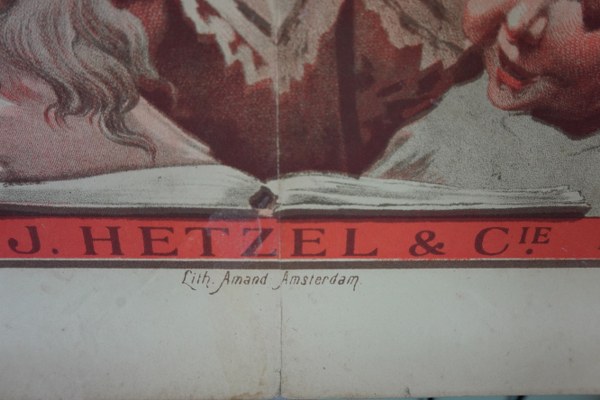 J. HETZEL & CIE
Lith. Amand Amsterdam.